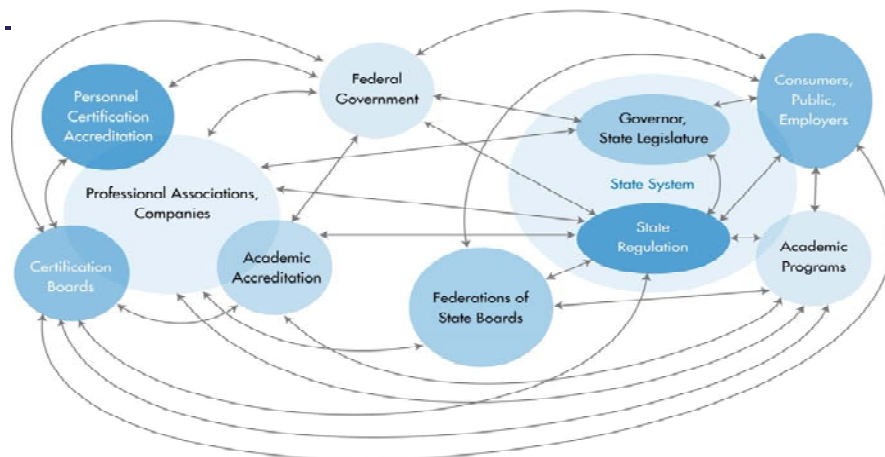 Personnel
Certification
Accreditation
Federal
Government
Governor,
State Legislature
Consumers,
Public,
Employers
Professional Associations,
Companies
State System
Certification
Boards
Academic
Accreditation
State
Regulation
Academic
Programs
Federations of
State Boards